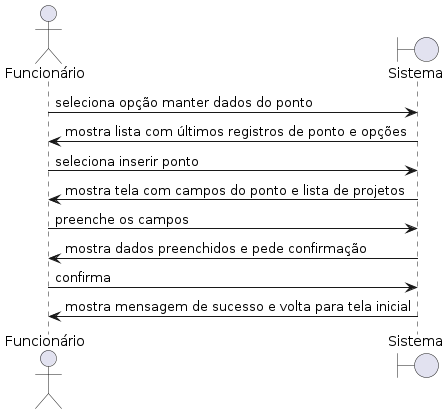 Funcionário
Sistema
seleciona opção manter dados do ponto
mostra lista com últimos registros de ponto e opções
seleciona inserir ponto
mostra tela com campos do ponto e lista de projetos
preenche os campos
mostra dados preenchidos e pede confirmação
confirma
mostra mensagem de sucesso e volta para tela inicial
Funcionário
Sistema